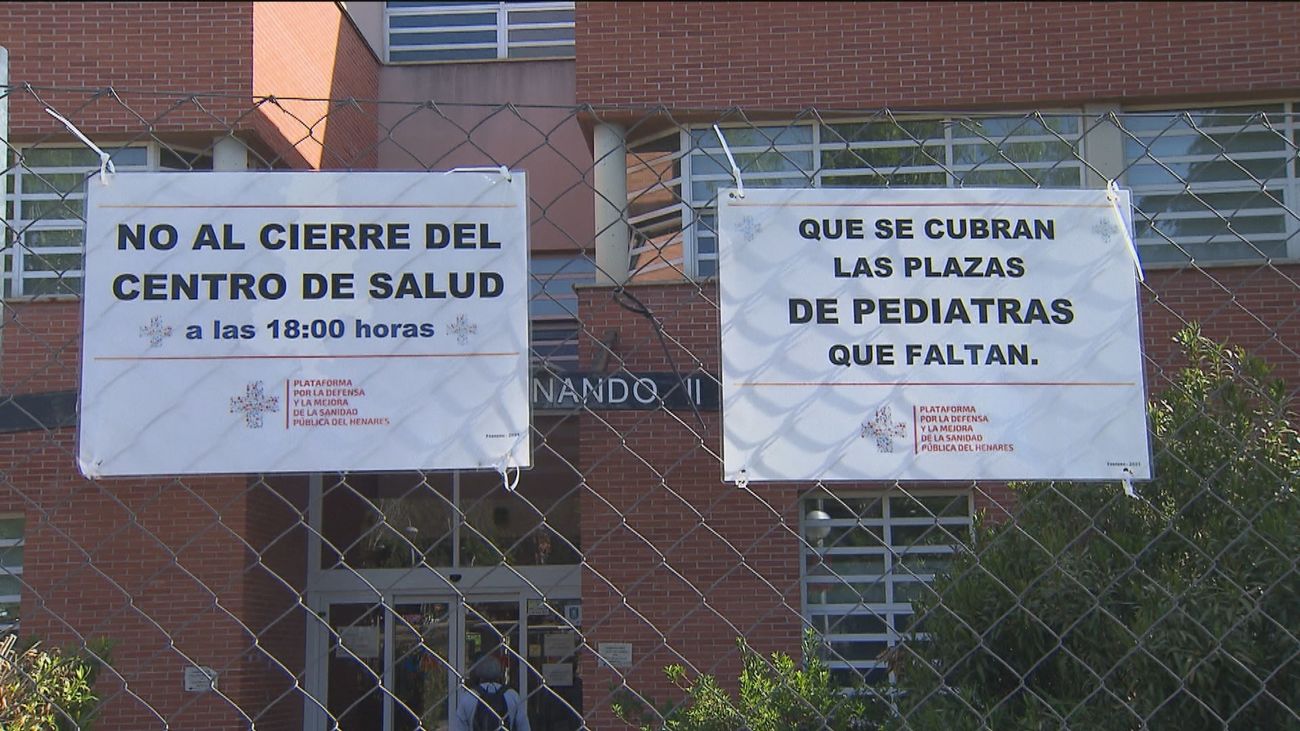 NO AL CIERRE DEL
CENTRO DE SALUD
a las 18:00 horas
PLATAFORMA
POR LA DEFENSA
Y LA MEJORA
DE LA SANIDAD
PÚBLICA DEL HENARES
NANDO II
QUE SE CUBRAN
LAS PLAZAS
DE PEDIATRAS
QUE FALTAN.
PLATAFORMA
POR LA DEFENSA
Y LA MEJORA
DE LA SANIDAD
PÚBLICA DEL HENARES